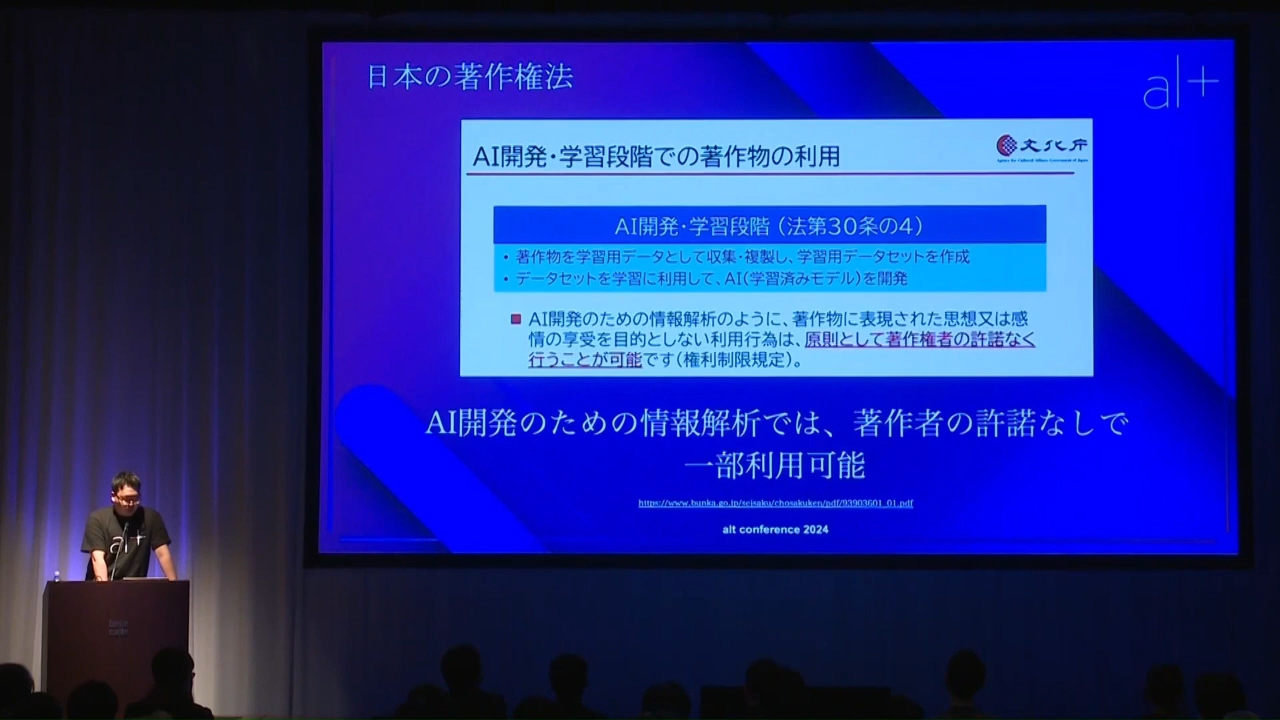 日本の著作権法
al+
AI開発・学習段階での著作物の利用
文化庁
Agency for Cultural Affairs, Government of Japan
AI開発・学習段階（法第30条の4）
・著作物を学習用データとして収集・複製し、学習用データセットを作成
・データセットを学習に利用して、AI（学習済みモデル）を開発
■ AI開発のための情報解析のように、著作物に表現された思想又は感
情の享受を目的としない利用行為は、原則として著作権者の許諾なく
行うことが可能です（権利制限規定）。
AI開発のための情報解析では、著作者の許諾なしで
一部利用可能
https://www.bunka.go.jp/seisaku/chosakuken/pdf/93903601_01.pdf
alt conference 2024
al+